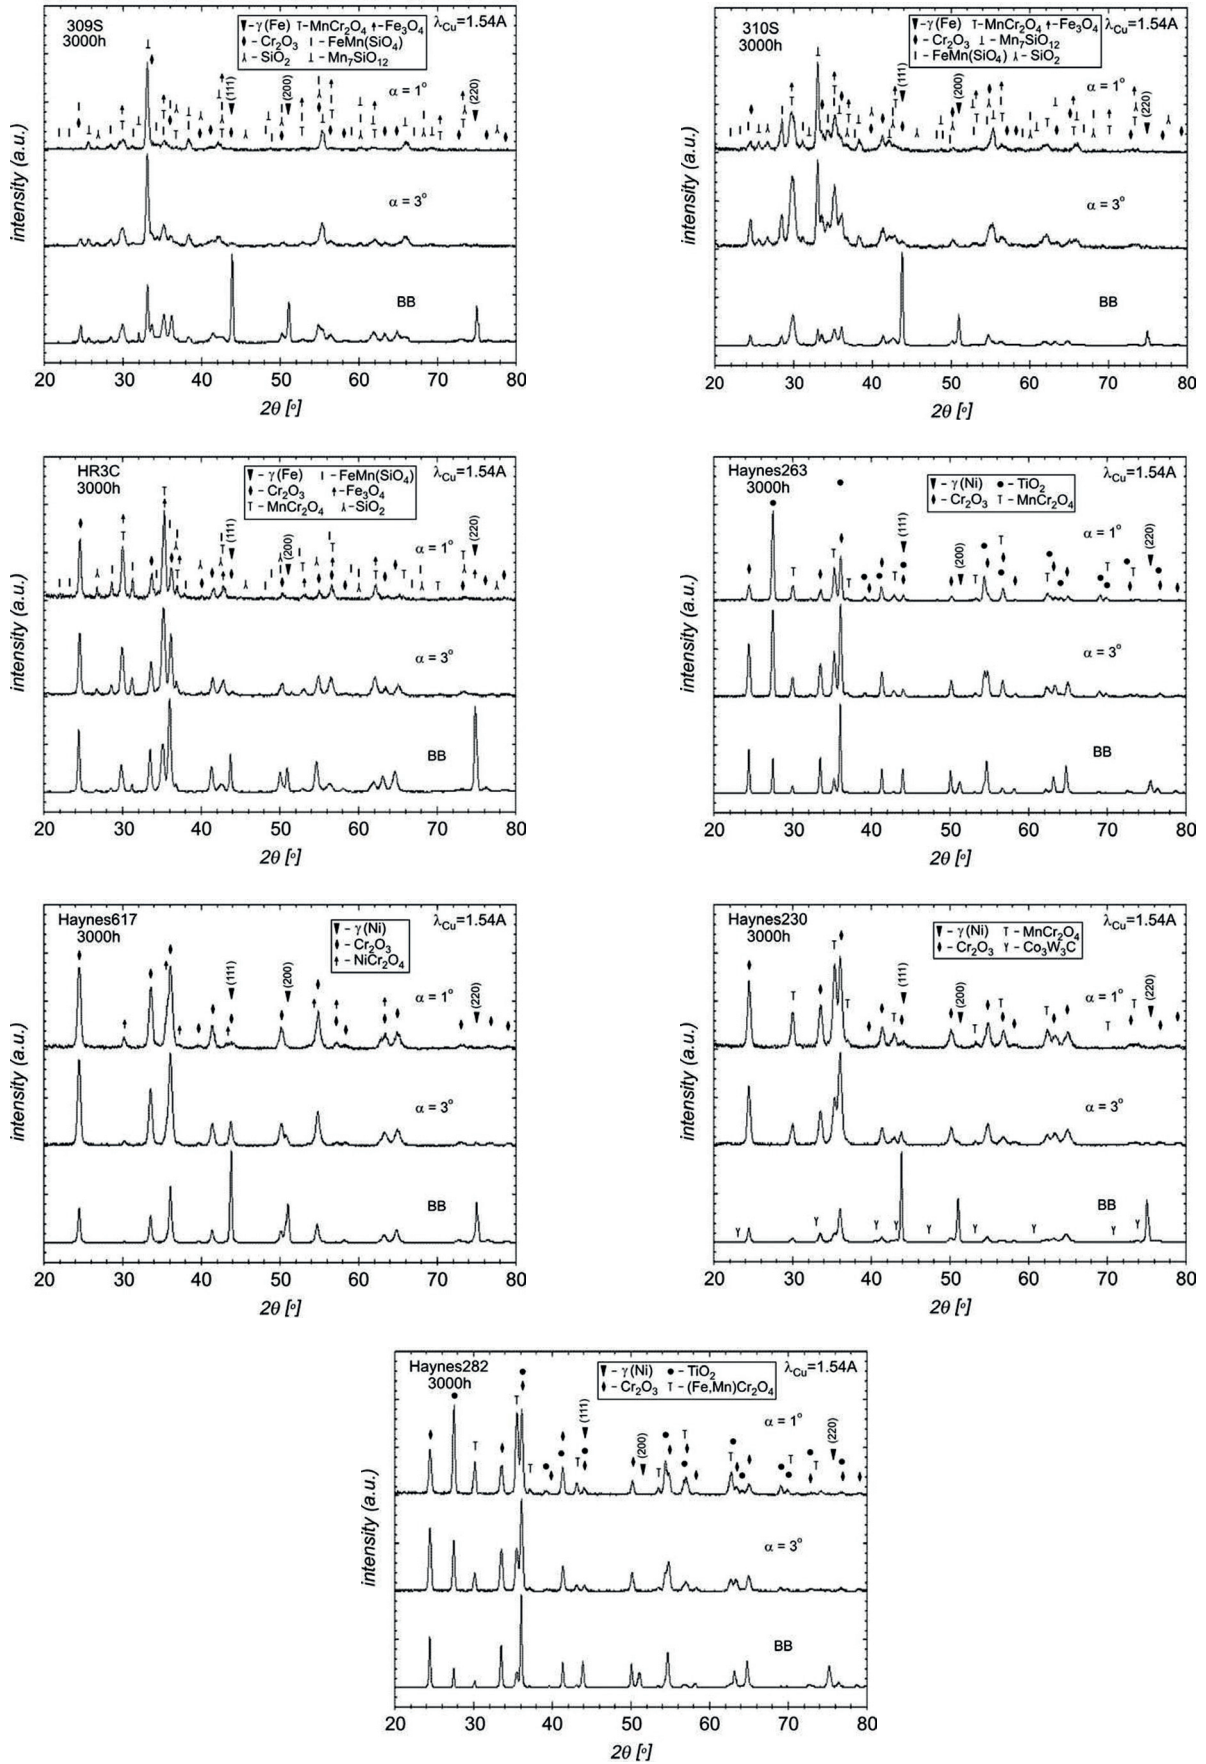 309S
3000h
▼-γ(Fe) ⊤-MnCr₂O₄ ↑-Fe₃O₄
♦ - Cr₂O₃ I - FeMn(SiO₄)
⅄ - SiO₂ ⊥ - Mn₇SiO₁₂
λCu=1.54A
(111)
(200)
(220)
α = 1°
α = 3°
BB
intensity (a.u.)
20 30 40 50 60 70 80
2θ [°]
310S
3000h
▼-γ(Fe) ⊤-MnCr₂O₄ ↑-Fe₃O₄
♦ - Cr₂O₃ ⊥ - Mn₇SiO₁₂
I - FeMn(SiO₄) ⅄ - SiO₂
λCu=1.54A
(111)
(200)
(220)
α = 1°
α = 3°
BB
intensity (a.u.)
20 30 40 50 60 70 80
2θ [°]
HR3C
3000h
▼ - γ(Fe) I - FeMn(SiO₄)
♦ - Cr₂O₃ ↑ - Fe₃O₄
⊤ - MnCr₂O₄ ⅄ - SiO₂
λCu=1.54A
(111)
(200)
(220)
α = 1°
α = 3°
BB
intensity (a.u.)
20 30 40 50 60 70 80
2θ [°]
Haynes263
3000h
▼ - γ(Ni) ● - TiO₂
♦ - Cr₂O₃ ⊤ - MnCr₂O₄
λCu=1.54A
(111)
(200)
(220)
α = 1°
α = 3°
BB
intensity (a.u.)
20 30 40 50 60 70 80
2θ [°]
Haynes617
3000h
▼ - γ(Ni)
♦ - Cr₂O₃
↑ - NiCr₂O₄
λCu=1.54A
(111)
(200)
(220)
α = 1°
α = 3°
BB
intensity (a.u.)
20 30 40 50 60 70 80
2θ [°]
Haynes230
3000h
▼ - γ(Ni) ⊤ - MnCr₂O₄
♦ - Cr₂O₃ Y - Co₃W₃C
λCu=1.54A
(111)
(200)
(220)
α = 1°
α = 3°
BB
intensity (a.u.)
20 30 40 50 60 70 80
2θ [°]
Haynes282
3000h
▼ - γ(Ni) ● - TiO₂
♦ - Cr₂O₃ ⊤ - (Fe,Mn)Cr₂O₄
λCu=1.54A
(111)
(200)
(220)
α = 1°
α = 3°
BB
intensity (a.u.)
20 30 40 50 60 70 80
2θ [°]